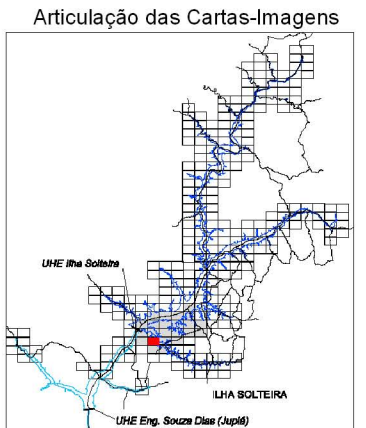 Articulação das Cartas-Imagens
UHE Ilha Solteira
ILHA SOLTEIRA
UHE Eng. Souza Dias (Jupiá)